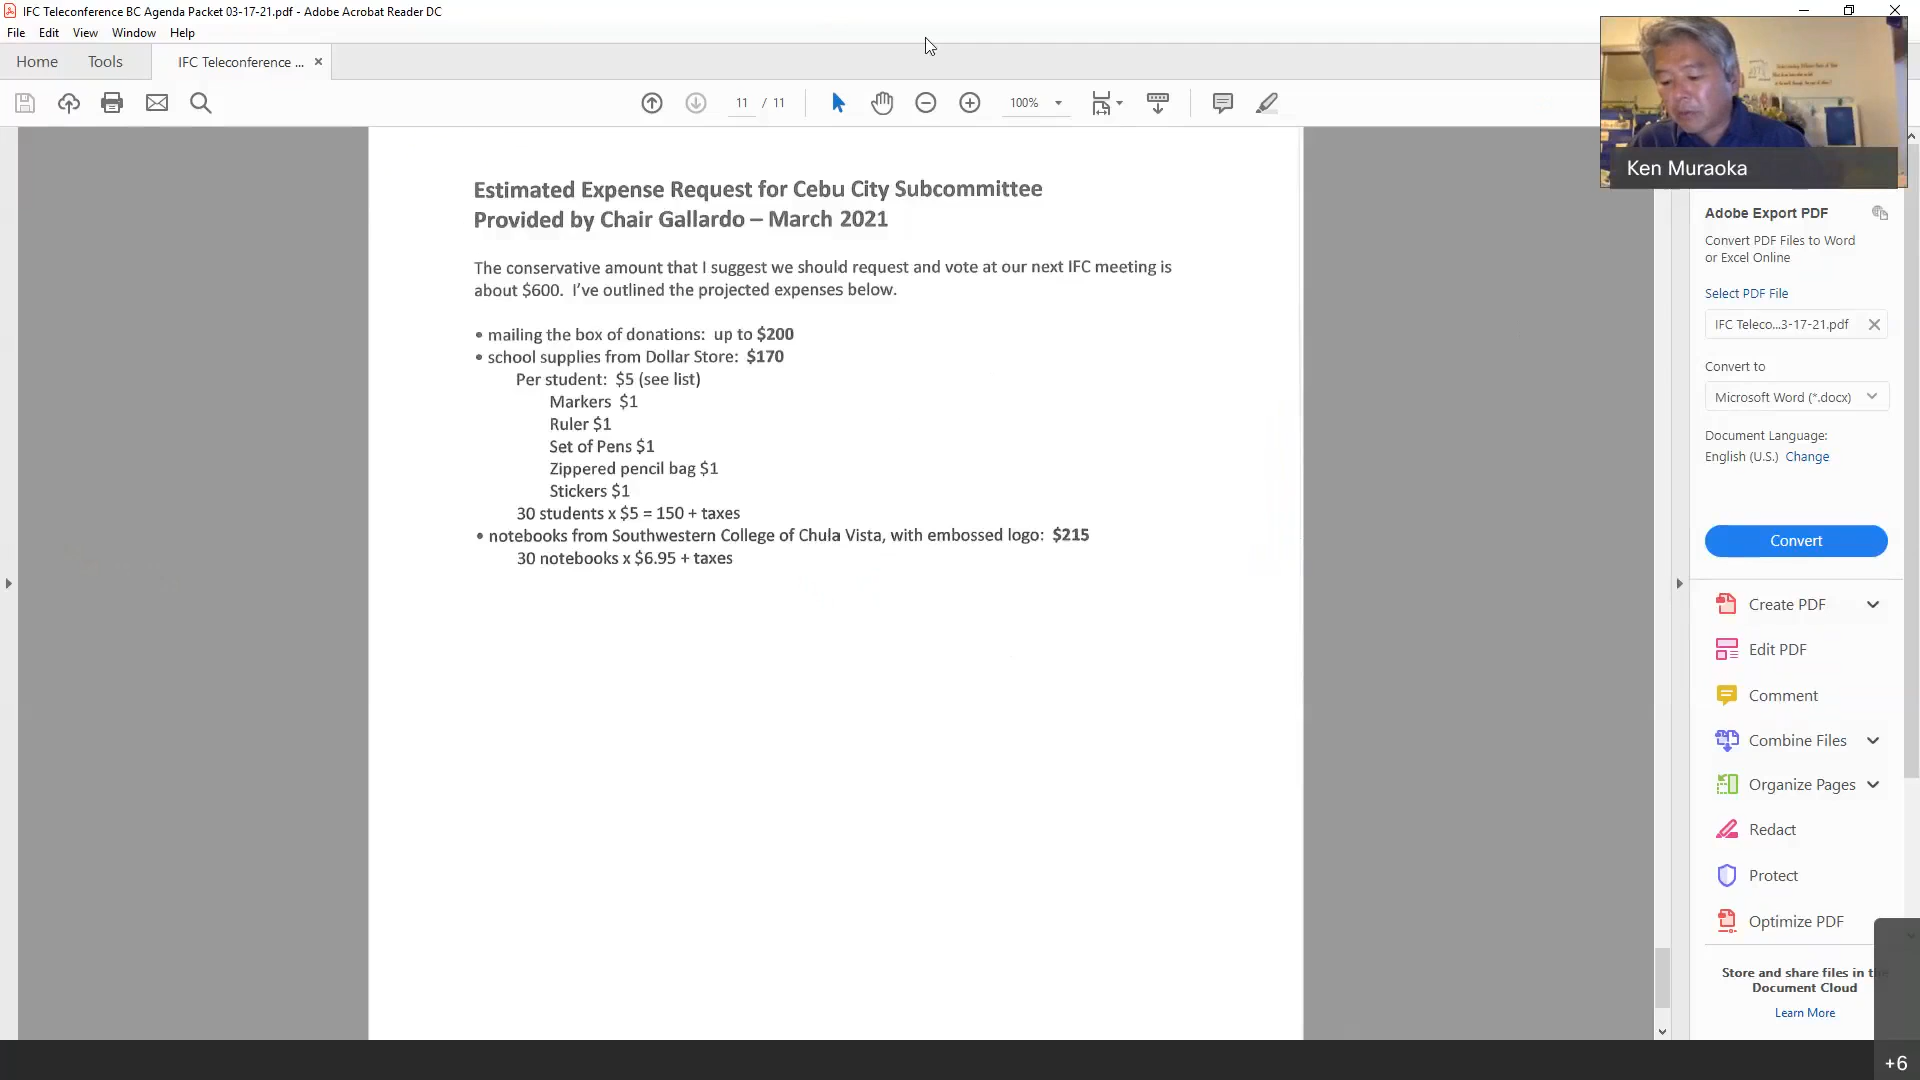 IFC Teleconference BC Agenda Packet 03-17-21.pdf - Adobe Acrobat Reader DC
File Edit View Window Help
Home Tools IFC Teleconference ... ×
11 / 11 100%
Ken Muraoka
Estimated Expense Request for Cebu City Subcommittee
Provided by Chair Gallardo – March 2021
The conservative amount that I suggest we should request and vote at our next IFC meeting is
about $600. I've outlined the projected expenses below.
• mailing the box of donations: up to $200
• school supplies from Dollar Store: $170
Per student: $5 (see list)
Markers $1
Ruler $1
Set of Pens $1
Zippered pencil bag $1
Stickers $1
30 students x $5 = 150 + taxes
• notebooks from Southwestern College of Chula Vista, with embossed logo: $215
30 notebooks x $6.95 + taxes
Adobe Export PDF
Convert PDF Files to Word
or Excel Online
Select PDF File
IFC Teleco...3-17-21.pdf
Convert to
Microsoft Word (*.docx)
Document Language:
English (U.S.) Change
Convert
Create PDF
Edit PDF
Comment
Combine Files
Organize Pages
Redact
Protect
Optimize PDF
Store and share files in the
Document Cloud
Learn More
+6